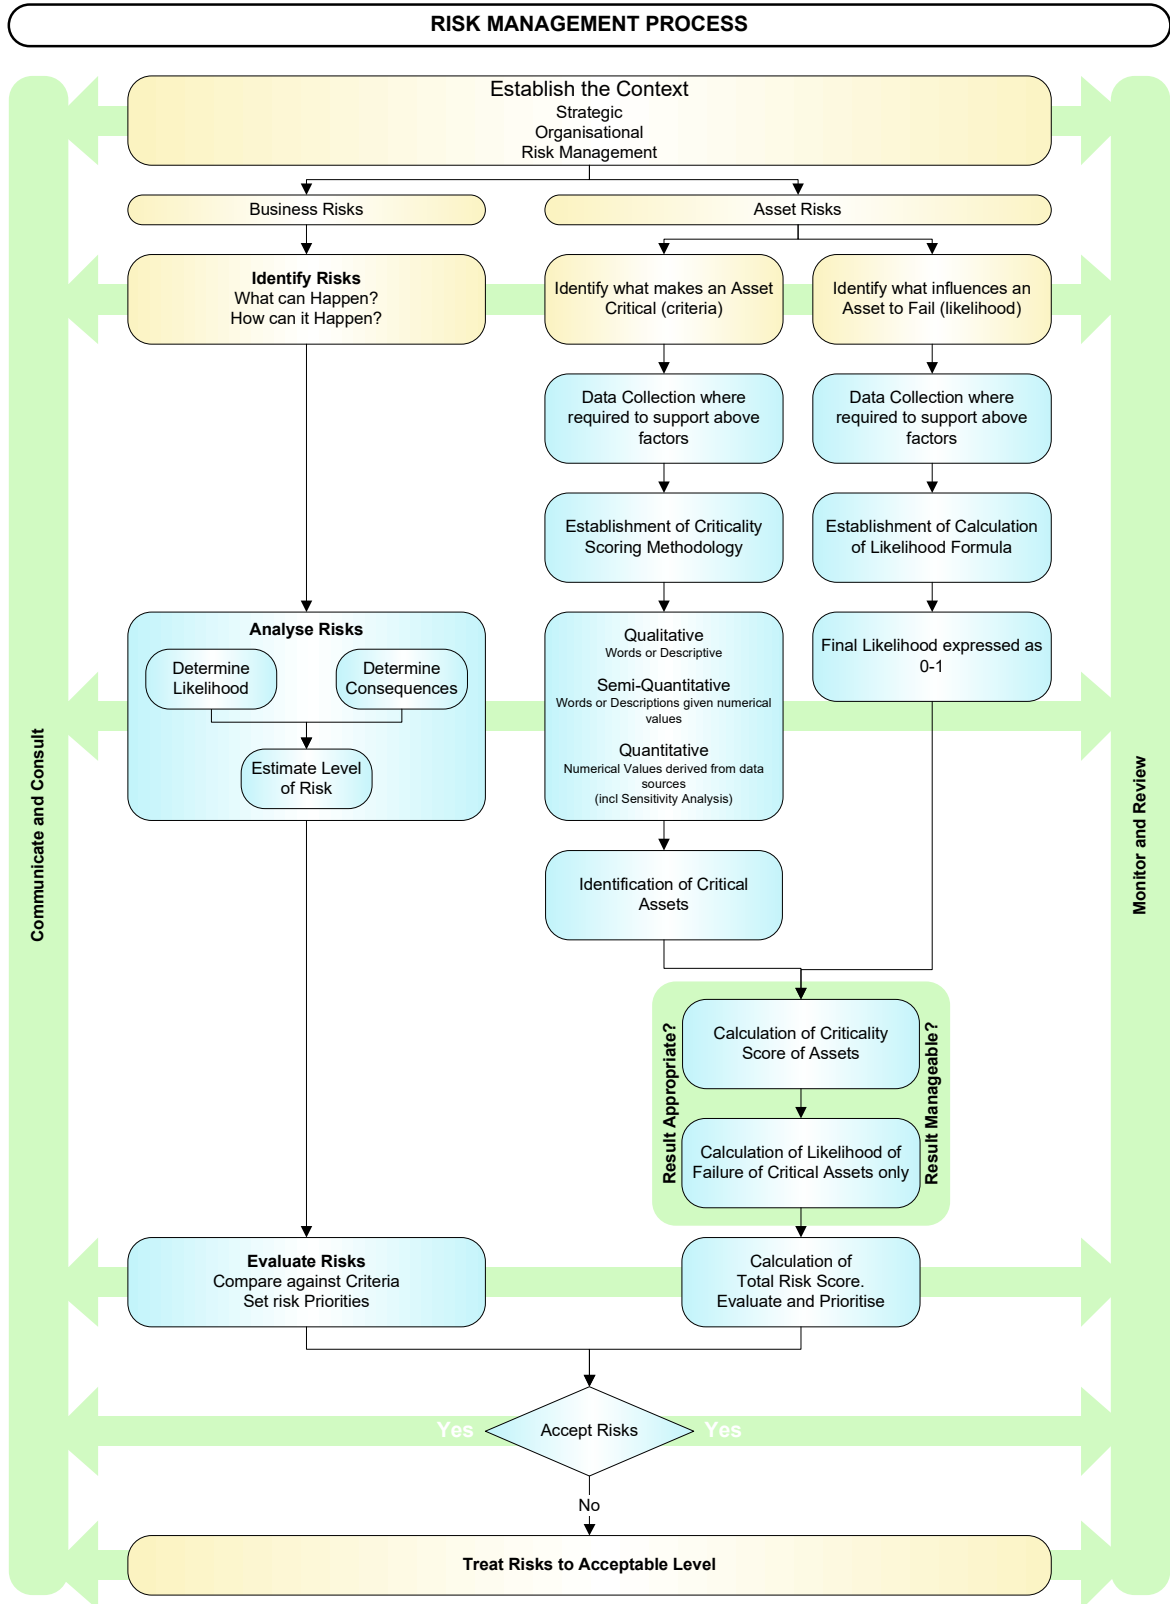 RISK MANAGEMENT PROCESS
Establish the Context
Strategic
Organisational
Risk Management
Business Risks
Asset Risks
Identify Risks
What can Happen?
How can it Happen?
Identify what makes an Asset
Critical (criteria)
Identify what influences an
Asset to Fail (likelihood)
Data Collection where
required to support above
factors
Data Collection where
required to support above
factors
Establishment of Criticality
Scoring Methodology
Establishment of Calculation
of Likelihood Formula
Analyse Risks
Determine
Likelihood
Determine
Consequences
Estimate Level
of Risk
Qualitative
Words or Descriptive
Semi-Quantitative
Words or Descriptions given numerical
values
Quantitative
Numerical Values derived from data
sources
(incl Sensitivity Analysis)
Final Likelihood expressed as
0-1
Communicate and Consult
Monitor and Review
Identification of Critical
Assets
Result Appropriate?
Calculation of Criticality
Score of Assets
Calculation of Likelihood of
Failure of Critical Assets only
Result Manageable?
Evaluate Risks
Compare against Criteria
Set risk Priorities
Calculation of
Total Risk Score.
Evaluate and Prioritise
Yes
Accept Risks
Yes
No
Treat Risks to Acceptable Level